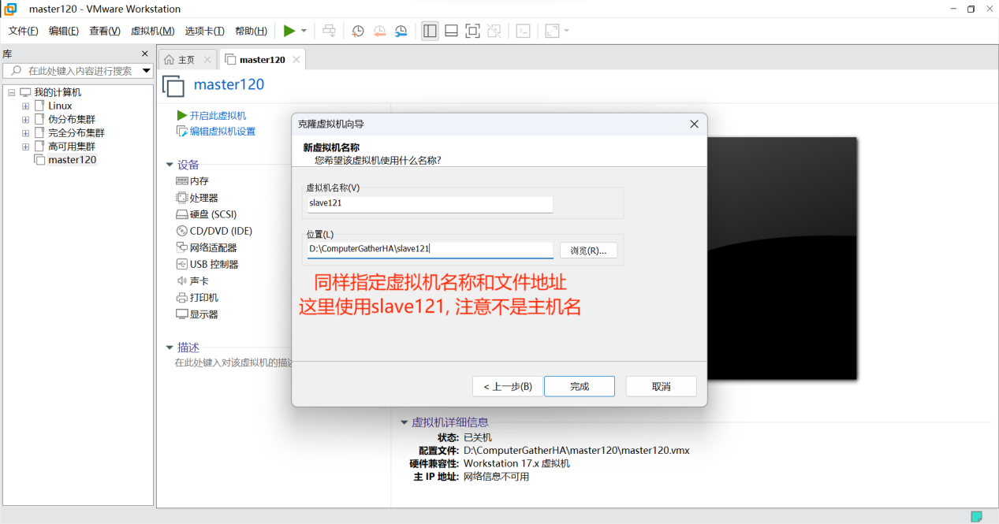 master120 - VMware Workstation
文件(F) 编辑(E) 查看(V) 虚拟机(M) 选项卡(T) 帮助(H)
库
在此处键入内容进行搜索
我的计算机
Linux
伪分布集群
完全分布集群
高可用集群
master120
主页
master120
master120
开启此虚拟机
编辑虚拟机设置
设备
内存
处理器
硬盘 (SCSI)
CD/DVD (IDE)
网络适配器
USB 控制器
声卡
打印机
显示器
描述
在此处键入对该虚拟机的描述
克隆虚拟机向导
新虚拟机名称
您希望该虚拟机使用什么名称?
虚拟机名称(V)
slave121
位置(L)
D:\ComputerGatherHA\slave121
浏览(R)...
同样指定虚拟机名称和文件地址
这里使用slave121, 注意不是主机名
< 上一步(B) 完成 取消
虚拟机详细信息
状态: 已关机
配置文件: D:\ComputerGatherHA\master120\master120.vmx
硬件兼容性: Workstation 17.x 虚拟机
主 IP 地址: 网络信息不可用